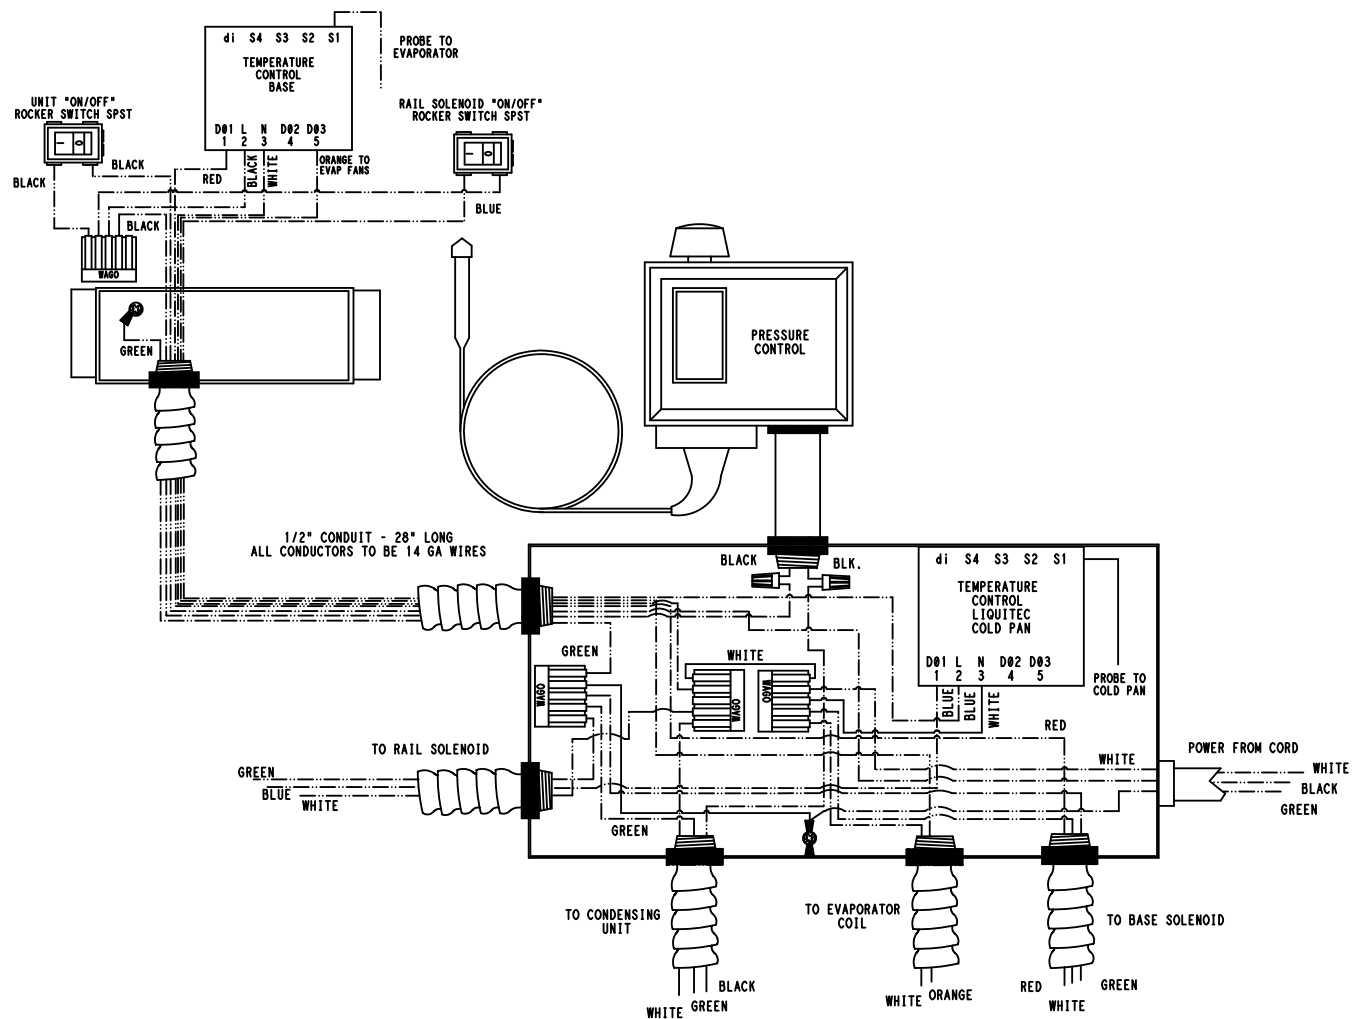 di S4 S3 S2 S1
TEMPERATURE
CONTROL
BASE
D01 L N D02 D03
1 2 3 4 5
PROBE TO
EVAPORATOR
UNIT "ON/OFF"
ROCKER SWITCH SPST
RAIL SOLENOID "ON/OFF"
ROCKER SWITCH SPST
BLACK
BLACK
RED
BLACK
WHITE
ORANGE TO
EVAP FANS
BLUE
BLACK
WAGO
GREEN
PRESSURE
CONTROL
1/2" CONDUIT - 28" LONG
ALL CONDUCTORS TO BE 14 GA WIRES
BLACK
BLK.
di S4 S3 S2 S1
TEMPERATURE
CONTROL
LIQUITEC
COLD PAN
D01 L N D02 D03
1 2 3 4 5
BLUE
BLUE
WHITE
PROBE TO
COLD PAN
GREEN
WAGO
WHITE
WAGO
WAGO
RED
TO RAIL SOLENOID
GREEN
BLUE
WHITE
WHITE
POWER FROM CORD
WHITE
BLACK
GREEN
GREEN
TO CONDENSING
UNIT
BLACK
GREEN
WHITE
TO EVAPORATOR
COIL
WHITE
ORANGE
TO BASE SOLENOID
RED
WHITE
GREEN